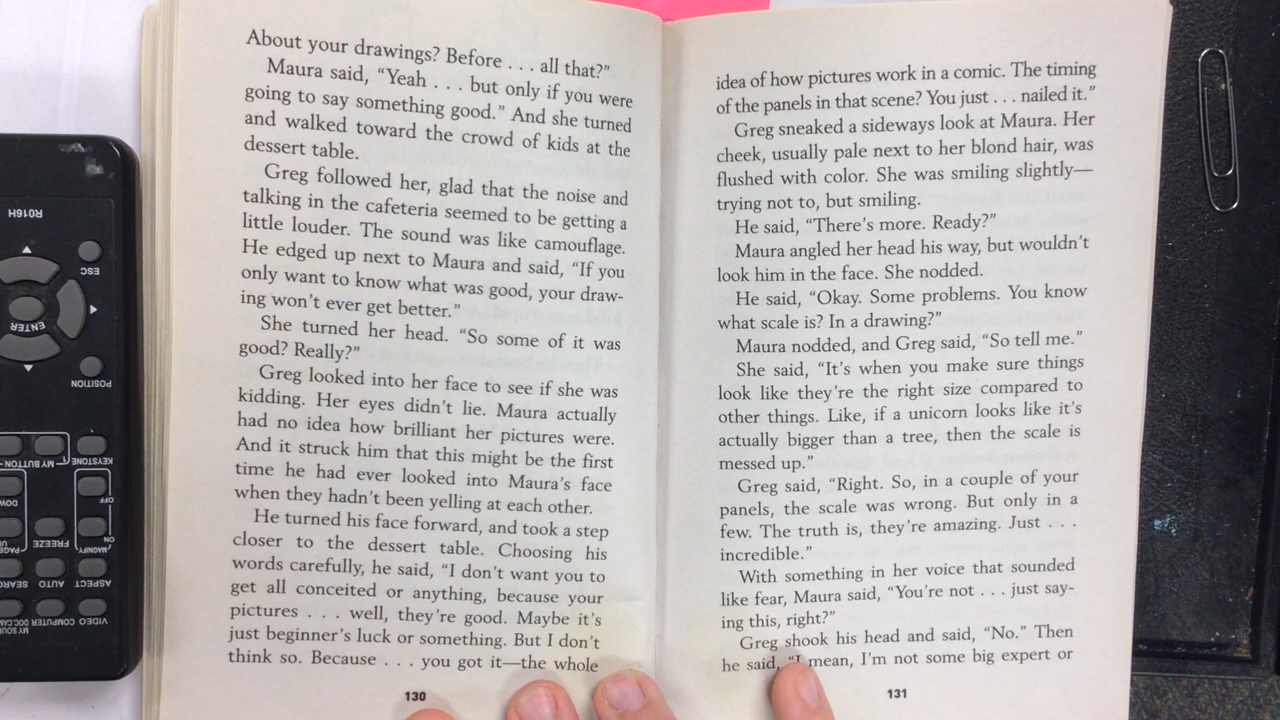 About your drawings? Before . . . all that?”
Maura said, “Yeah . . . but only if you were
going to say something good.” And she turned
and walked toward the crowd of kids at the
dessert table.
Greg followed her, glad that the noise and
talking in the cafeteria seemed to be getting a
little louder. The sound was like camouflage.
He edged up next to Maura and said, “If you
only want to know what was good, your draw-
ing won’t ever get better.”
She turned her head. “So some of it was
good? Really?”
Greg looked into her face to see if she was
kidding. Her eyes didn’t lie. Maura actually
had no idea how brilliant her pictures were.
And it struck him that this might be the first
time he had ever looked into Maura’s face
when they hadn’t been yelling at each other.
He turned his face forward, and took a step
closer to the dessert table. Choosing his
words carefully, he said, “I don’t want you to
get all conceited or anything, because your
pictures . . . well, they’re good. Maybe it’s
just beginner’s luck or something. But I don’t
think so. Because . . . you got it—the whole
130
idea of how pictures work in a comic. The timing
of the panels in that scene? You just . . . nailed it.”
Greg sneaked a sideways look at Maura. Her
cheek, usually pale next to her blond hair, was
flushed with color. She was smiling slightly—
trying not to, but smiling.
He said, “There’s more. Ready?”
Maura angled her head his way, but wouldn’t
look him in the face. She nodded.
He said, “Okay. Some problems. You know
what scale is? In a drawing?”
Maura nodded, and Greg said, “So tell me.”
She said, “It’s when you make sure things
look like they’re the right size compared to
other things. Like, if a unicorn looks like it’s
actually bigger than a tree, then the scale is
messed up.”
Greg said, “Right. So, in a couple of your
panels, the scale was wrong. But only in a
few. The truth is, they’re amazing. Just . . .
incredible.”
With something in her voice that sounded
like fear, Maura said, “You’re not . . . just say-
ing this, right?”
Greg shook his head and said, “No.” Then
he said, “I mean, I’m not some big expert or
131
R016H
ESC
ENTER
POSITION
MY BUTTON
KEYSTONE
OFF
ON
MAGNIFY
FREEZE
ASPECT
AUTO
VIDEO
COMPUTER
DOC.CAM